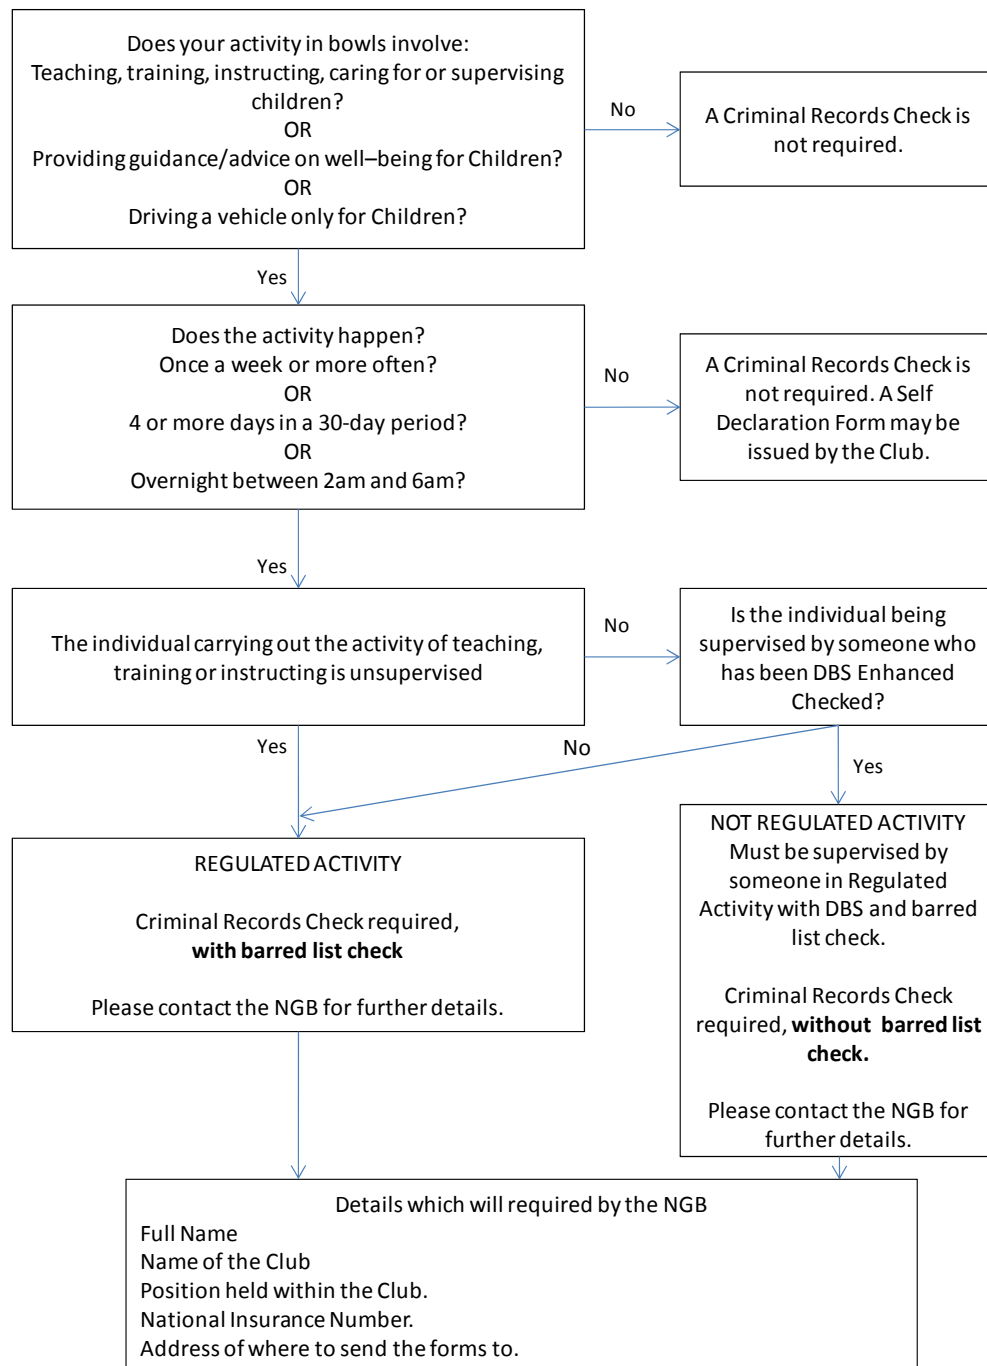 Does your activity in bowls involve:
Teaching, training, instructing, caring for or supervising
children?
OR
Providing guidance/advice on well–being for Children?
OR
Driving a vehicle only for Children?
No
A Criminal Records Check is
not required.
Yes
Does the activity happen?
Once a week or more often?
OR
4 or more days in a 30-day period?
OR
Overnight between 2am and 6am?
No
A Criminal Records Check is
not required. A Self
Declaration Form may be
issued by the Club.
Yes
The individual carrying out the activity of teaching,
training or instructing is unsupervised
No
Is the individual being
supervised by someone who
has been DBS Enhanced
Checked?
Yes
No
Yes
REGULATED ACTIVITY
Criminal Records Check required,
with barred list check
Please contact the NGB for further details.
NOT REGULATED ACTIVITY
Must be supervised by
someone in Regulated
Activity with DBS and barred
list check.
Criminal Records Check
required, without barred list
check.
Please contact the NGB for
further details.
Details which will required by the NGB
Full Name
Name of the Club
Position held within the Club.
National Insurance Number.
Address of where to send the forms to.